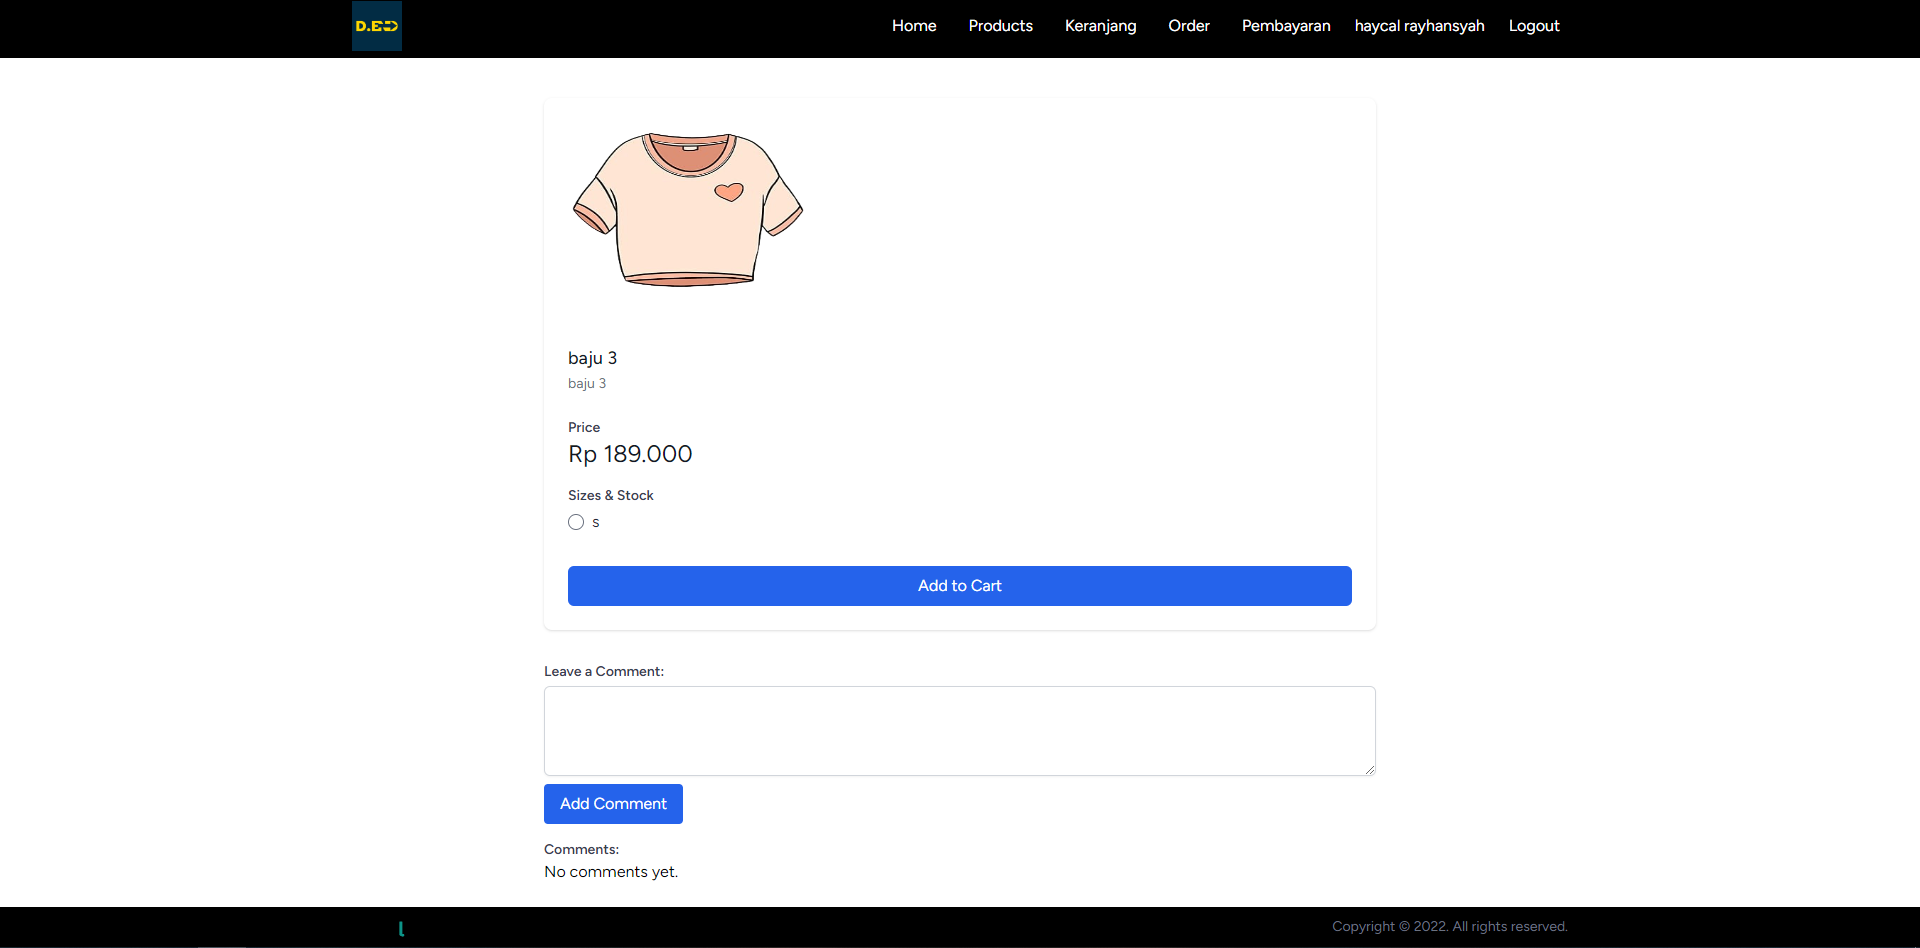 D.ED
Home Products Keranjang Order Pembayaran haycal rayhansyah Logout
baju 3
baju 3
Price
Rp 189.000
Sizes & Stock
s
Add to Cart
Leave a Comment:
Add Comment
Comments:
No comments yet.
Copyright © 2022. All rights reserved.